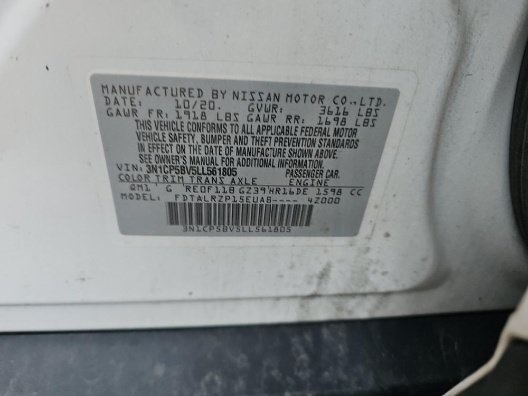 MANUFACTURED BY NISSAN MOTOR CO.,LTD.
DATE: 10/20. GVWR: 3616 LBS
GAWR FR: 1918 LBS GAWR RR: 1698 LBS
THIS VEHICLE CONFORMS TO ALL APPLICABLE FEDERAL MOTOR
VEHICLE SAFETY, BUMPER AND THEFT PREVENTION STANDARDS
IN EFFECT ON THE DATE OF MANUFACTURE SHOWN ABOVE.
SEE OWNER'S MANUAL FOR ADDITIONAL INFORMATION.
VIN: 3N1CP5BV5LL561805 PASSENGER CAR.
COLOR TRIM TRANS AXLE ENGINE
QM1 G RE0F11B GZ39 HR16DE 1598 CC
MODEL: FDTALRZP15EUA8---- 4Z000
3N1CP5BV5LL561805